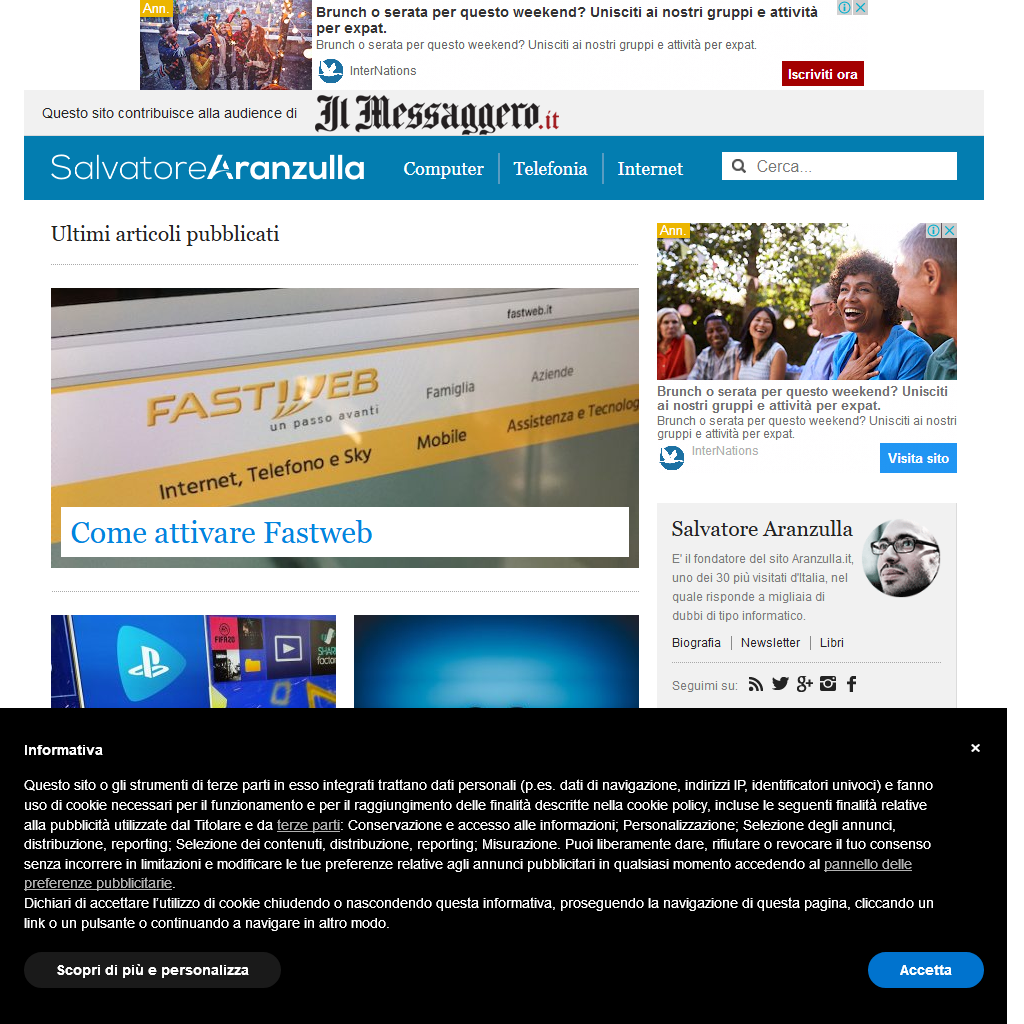 Ann.
Brunch o serata per questo weekend? Unisciti ai nostri gruppi e attività
per expat.
Brunch o serata per questo weekend? Unisciti ai nostri gruppi e attività per expat.
InterNations
Iscriviti ora
Questo sito contribuisce alla audience di
Il Messaggero.it
SalvatoreAranzulla
Computer
Telefonia
Internet
Cerca...
Ultimi articoli pubblicati
fastweb.it
FASTWEB
un passo avanti
Famiglia
Aziende
Internet, Telefono e Sky
Mobile
Assistenza e Tecnolog
Come attivare Fastweb
FIFA20
SHARE
factory
Ann.
Brunch o serata per questo weekend? Unisciti
ai nostri gruppi e attività per expat.
Brunch o serata per questo weekend? Unisciti ai nostri
gruppi e attività per expat.
InterNations
Visita sito
Salvatore Aranzulla
E' il fondatore del sito Aranzulla.it,
uno dei 30 più visitati d'Italia, nel
quale risponde a migliaia di
dubbi di tipo informatico.
Biografia
Newsletter
Libri
Seguimi su:
Informativa
×
Questo sito o gli strumenti di terze parti in esso integrati trattano dati personali (p.es. dati di navigazione, indirizzi IP, identificatori univoci) e fanno
uso di cookie necessari per il funzionamento e per il raggiungimento delle finalità descritte nella cookie policy, incluse le seguenti finalità relative
alla pubblicità utilizzate dal Titolare e da terze parti: Conservazione e accesso alle informazioni; Personalizzazione; Selezione degli annunci,
distribuzione, reporting; Selezione dei contenuti, distribuzione, reporting; Misurazione. Puoi liberamente dare, rifiutare o revocare il tuo consenso
senza incorrere in limitazioni e modificare le tue preferenze relative agli annunci pubblicitari in qualsiasi momento accedendo al pannello delle
preferenze pubblicitarie.
Dichiari di accettare l'utilizzo di cookie chiudendo o nascondendo questa informativa, proseguendo la navigazione di questa pagina, cliccando un
link o un pulsante o continuando a navigare in altro modo.
Scopri di più e personalizza
Accetta